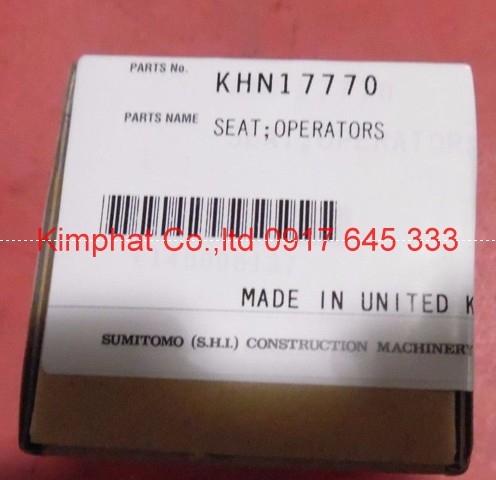 PARTS No. KHN17770
PARTS NAME SEAT;OPERATORS
Kimphat Co.,ltd 0917 645 333
MADE IN UNITED K
SUMITOMO (S.H.I.) CONSTRUCTION MACHINERY